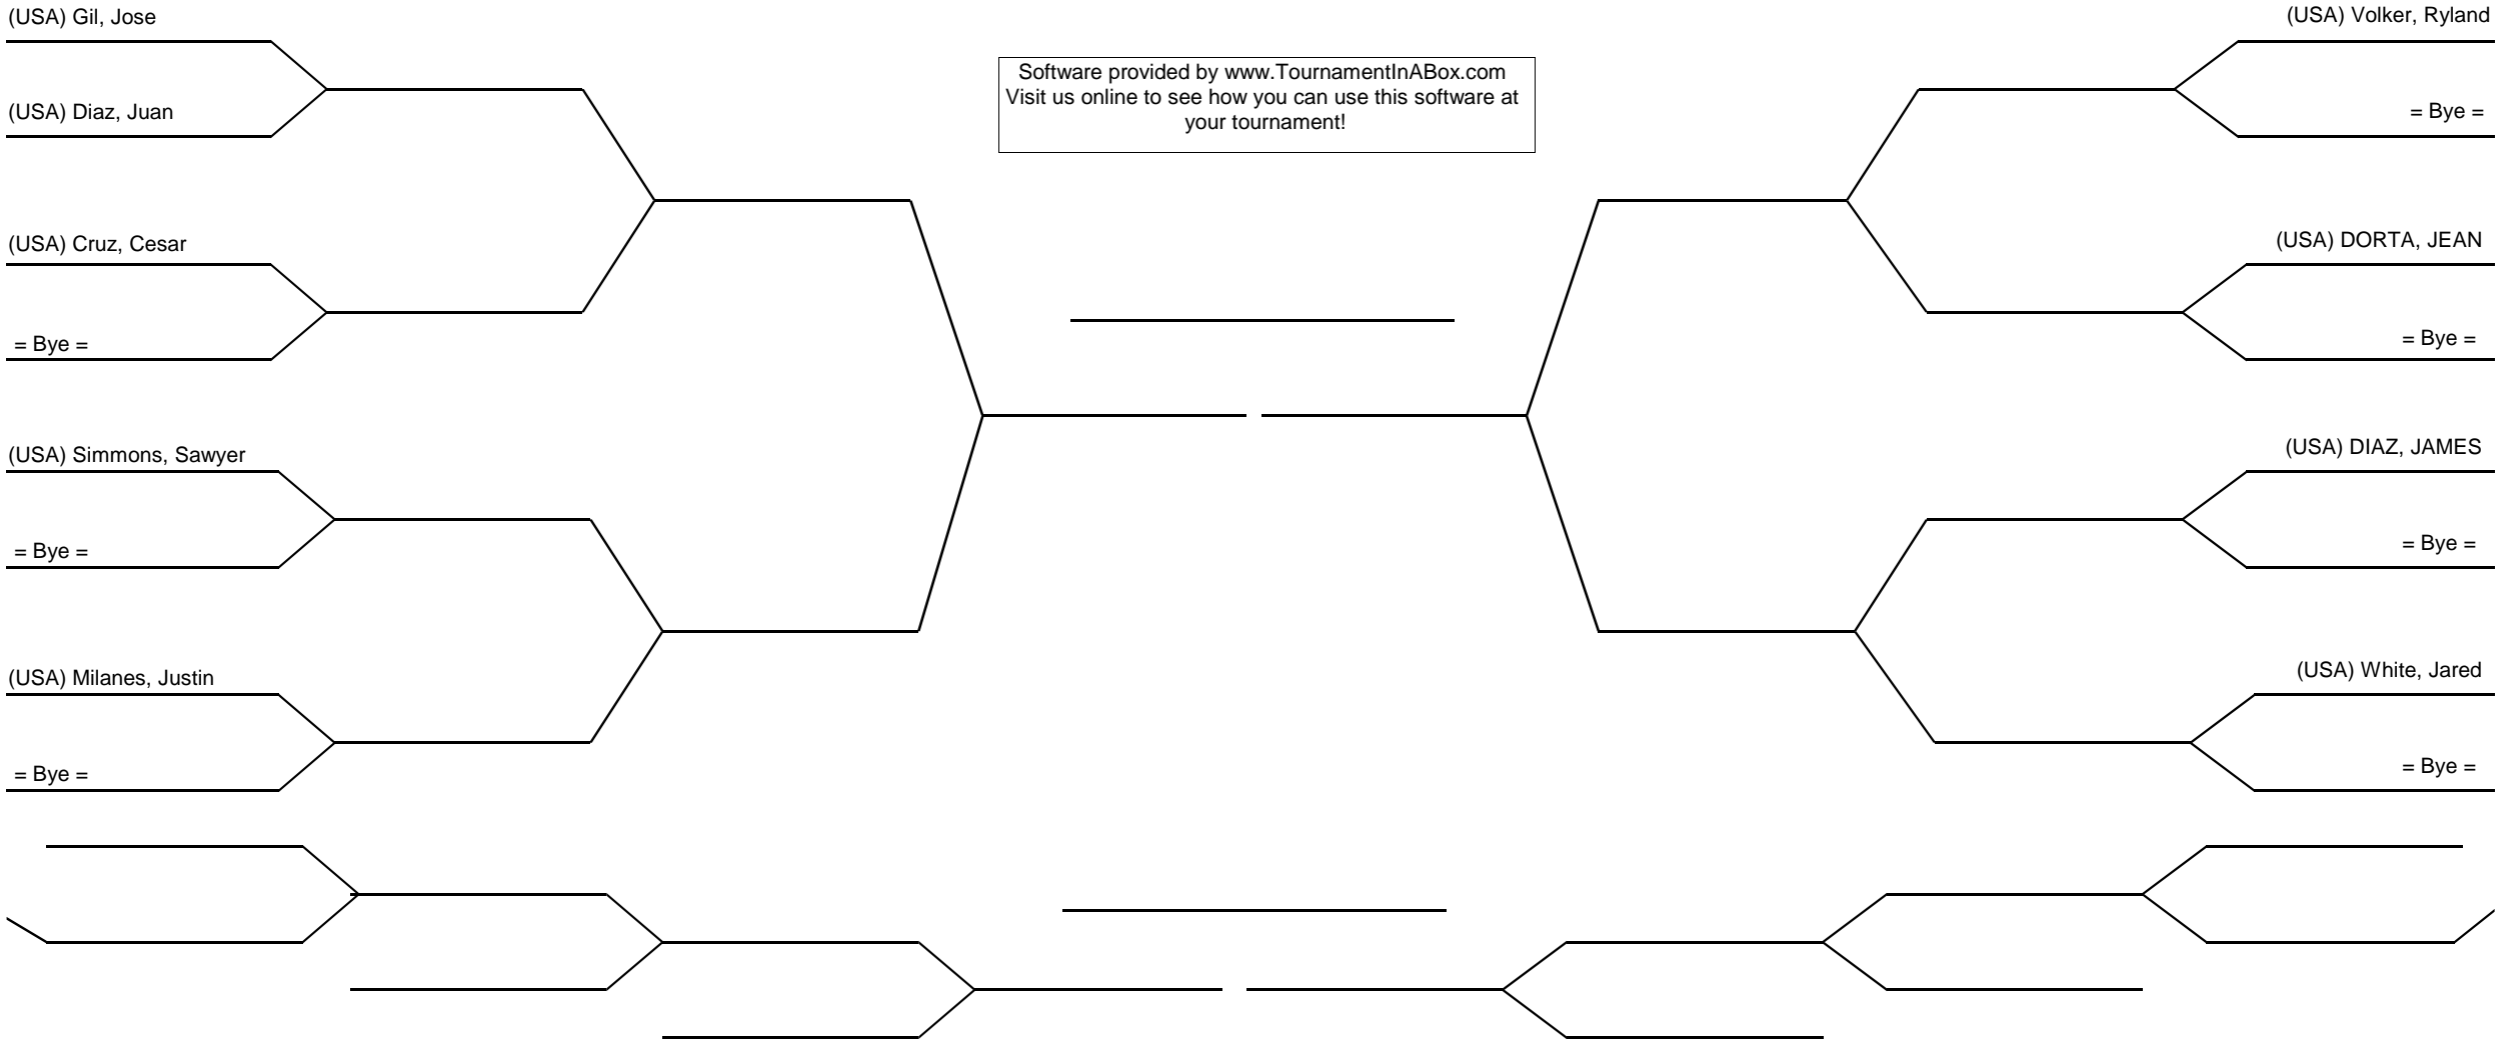 (USA) Gil, Jose
(USA) Diaz, Juan
(USA) Cruz, Cesar
= Bye =
(USA) Simmons, Sawyer
= Bye =
(USA) Milanes, Justin
= Bye =
Software provided by www.TournamentInABox.com
Visit us online to see how you can use this software at
your tournament!
(USA) Volker, Ryland
= Bye =
(USA) DORTA, JEAN
= Bye =
(USA) DIAZ, JAMES
= Bye =
(USA) White, Jared
= Bye =